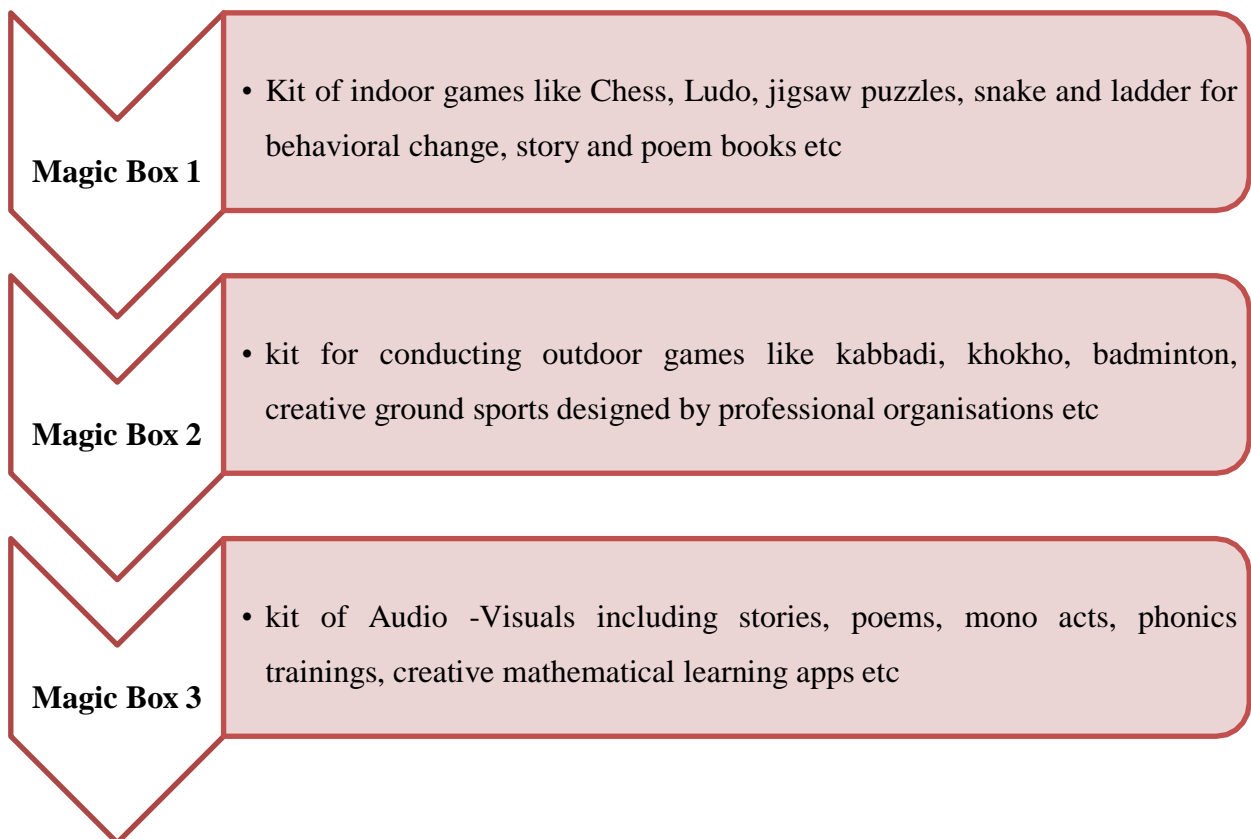 Magic Box 1
• Kit of indoor games like Chess, Ludo, jigsaw puzzles, snake and ladder for
behavioral change, story and poem books etc
Magic Box 2
• kit for conducting outdoor games like kabbadi, khokho, badminton,
creative ground sports designed by professional organisations etc
Magic Box 3
• kit of Audio -Visuals including stories, poems, mono acts, phonics
trainings, creative mathematical learning apps etc